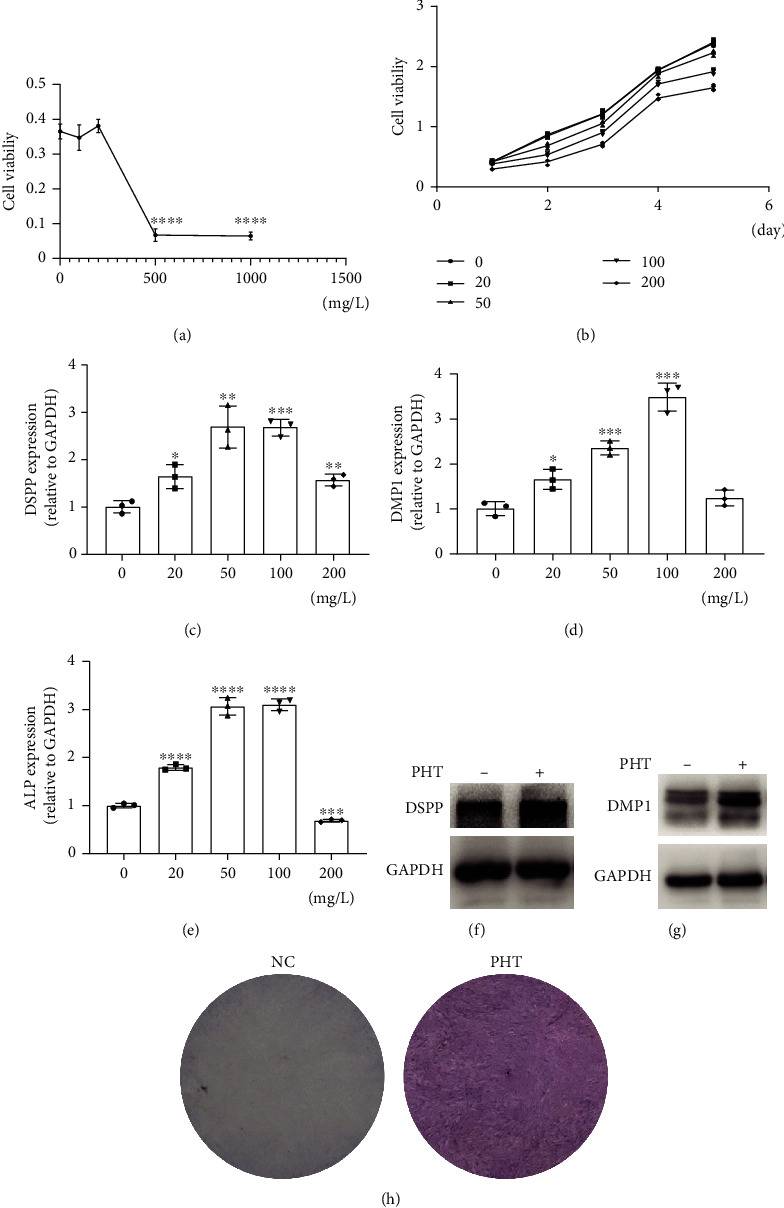 0.5
0.4
0.3
0.2
0.1
0
Cell viabiliy
**** ****
0 500 1000 1500
(mg/L)
(a)
3
2
1
0
Cell viabiliy
0 2 4 6
(day)
0 100
20 200
50
(b)
4
3
2
1
0
DSPP expression
(relative to GAPDH)
* ** *** **
0 20 50 100 200
(mg/L)
(c)
4
3
2
1
0
DMP1 expression
(relative to GAPDH)
* *** ***
0 20 50 100 200
(mg/L)
(d)
4
3
2
1
0
ALP expression
(relative to GAPDH)
**** **** **** ***
0 20 50 100 200
(mg/L)
(e)
PHT – +
DSPP
GAPDH
(f)
PHT – +
DMP1
GAPDH
(g)
NC PHT
(h)